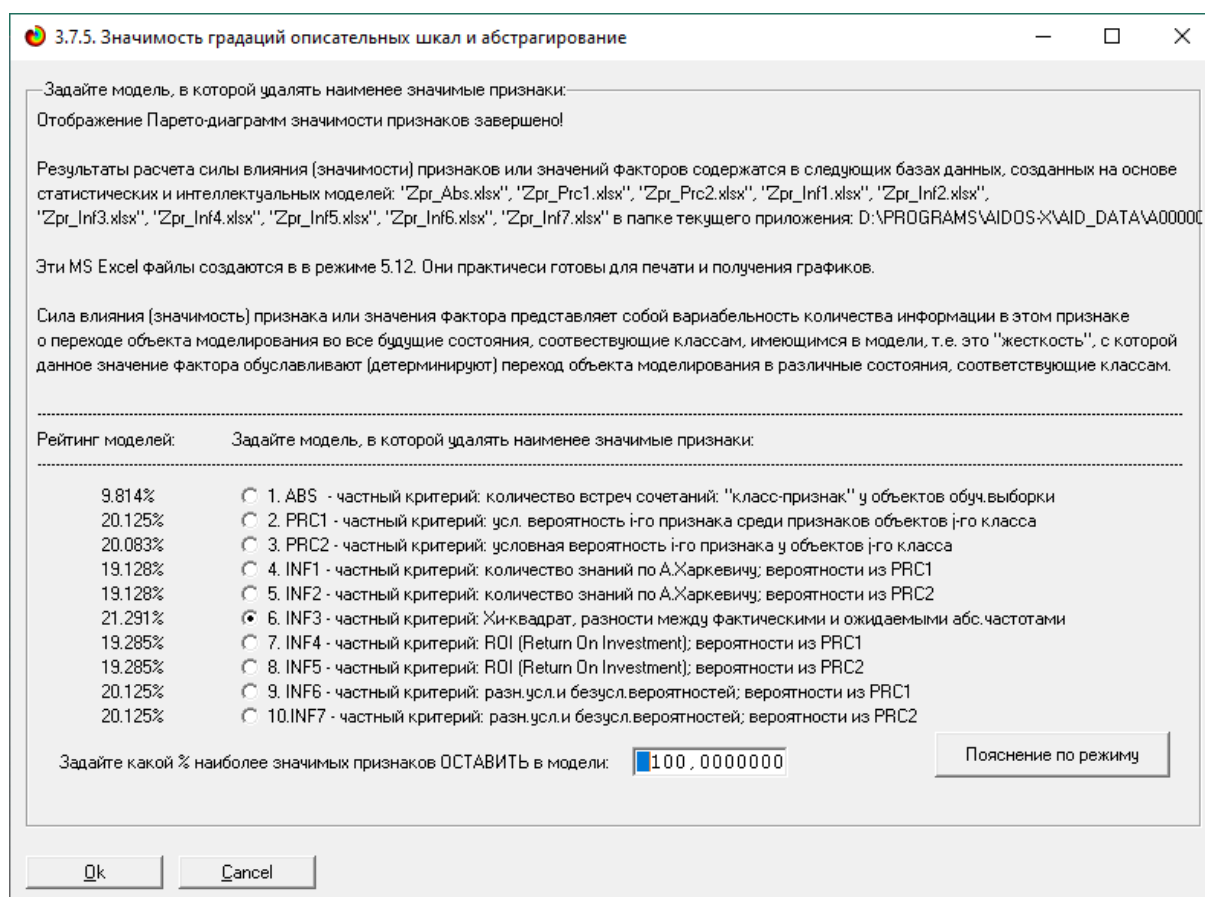 3.7.5. Значимость градаций описательных шкал и абстрагирование
Задайте модель, в которой удалять наименее значимые признаки:
Отображение Парето-диаграмм значимости признаков завершено!
Результаты расчета силы влияния (значимости) признаков или значений факторов содержатся в следующих базах данных, созданных на основе
статистических и интеллектуальных моделей: "Zpr_Abs.xlsx", "Zpr_Prc1.xlsx", "Zpr_Prc2.xlsx", "Zpr_Inf1.xlsx", "Zpr_Inf2.xlsx",
"Zpr_Inf3.xlsx", "Zpr_Inf4.xlsx", "Zpr_Inf5.xlsx", "Zpr_Inf6.xlsx", "Zpr_Inf7.xlsx" в папке текущего приложения: D:\PROGRAMS\AIDOS-X\AID_DATA\A00000
Эти MS Excel файлы создаются в в режиме 5.12. Они практичеси готовы для печати и получения графиков.
Сила влияния (значимость) признака или значения фактора представляет собой вариабельность количества информации в этом признаке
о переходе объекта моделирования во все будущие состояния, соотвествующие классам, имеющимся в модели, т.е. это "жесткость", с которой
данное значение фактора обуславливают (детерминируют) переход объекта моделирования в различные состояния, соответствующие классам.
Рейтинг моделей: Задайте модель, в которой удалять наименее значимые признаки:
9.814% 1. ABS - частный критерий: количество встреч сочетаний: "класс-признак" у объектов обуч.выборки
20.125% 2. PRC1 - частный критерий: усл. вероятность i-го признака среди признаков объектов j-го класса
20.083% 3. PRC2 - частный критерий: условная вероятность i-го признака у объектов j-го класса
19.128% 4. INF1 - частный критерий: количество знаний по А.Харкевичу; вероятности из PRC1
19.128% 5. INF2 - частный критерий: количество знаний по А.Харкевичу; вероятности из PRC2
21.291% 6. INF3 - частный критерий: Хи-квадрат, разности между фактическими и ожидаемыми абс.частотами
19.285% 7. INF4 - частный критерий: ROI (Return On Investment); вероятности из PRC1
19.285% 8. INF5 - частный критерий: ROI (Return On Investment); вероятности из PRC2
20.125% 9. INF6 - частный критерий: разн.усл.и безусл.вероятностей; вероятности из PRC1
20.125% 10.INF7 - частный критерий: разн.усл.и безусл.вероятностей; вероятности из PRC2
Задайте какой % наиболее значимых признаков ОСТАВИТЬ в модели: 100,0000000 Пояснение по режиму
Ok Cancel